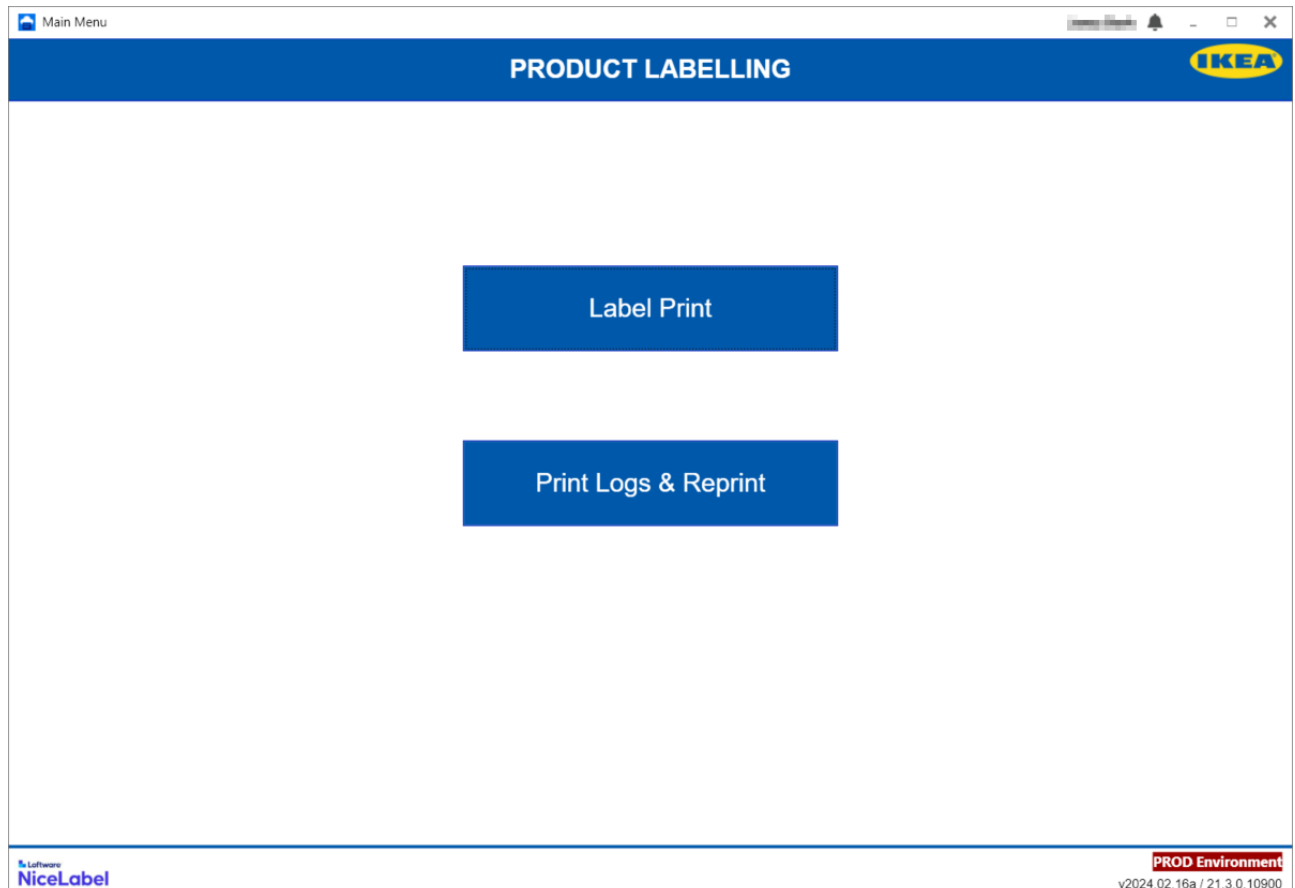 Main Menu
PRODUCT LABELLING
IKEA
Label Print
Print Logs & Reprint
Loftware
NiceLabel
PROD Environment
v2024.02.16a / 21.3.0.10900